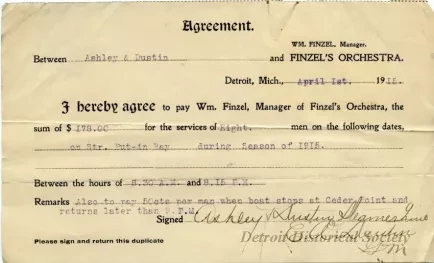 Agreement.
WM. FINZEL, Manager.
Between Ashley & Dustin and FINZEL'S ORCHESTRA.
Detroit, Mich., April 1st. 1915.
I hereby agree to pay Wm. Finzel, Manager of Finzel's Orchestra, the
sum of $ 178.00 for the services of Eight. men on the following dates,
on Str. Put-in Bay during Season of 1915.
Between the hours of 8.30 A.M. and 8.15 P.M.
Remarks Also to pay 50cts per man when boat stops at Cedar Point and
returns later than P.M.
Signed Ashley & Dustin Steamer Line
Detroit Historical Society
Please sign and return this duplicate